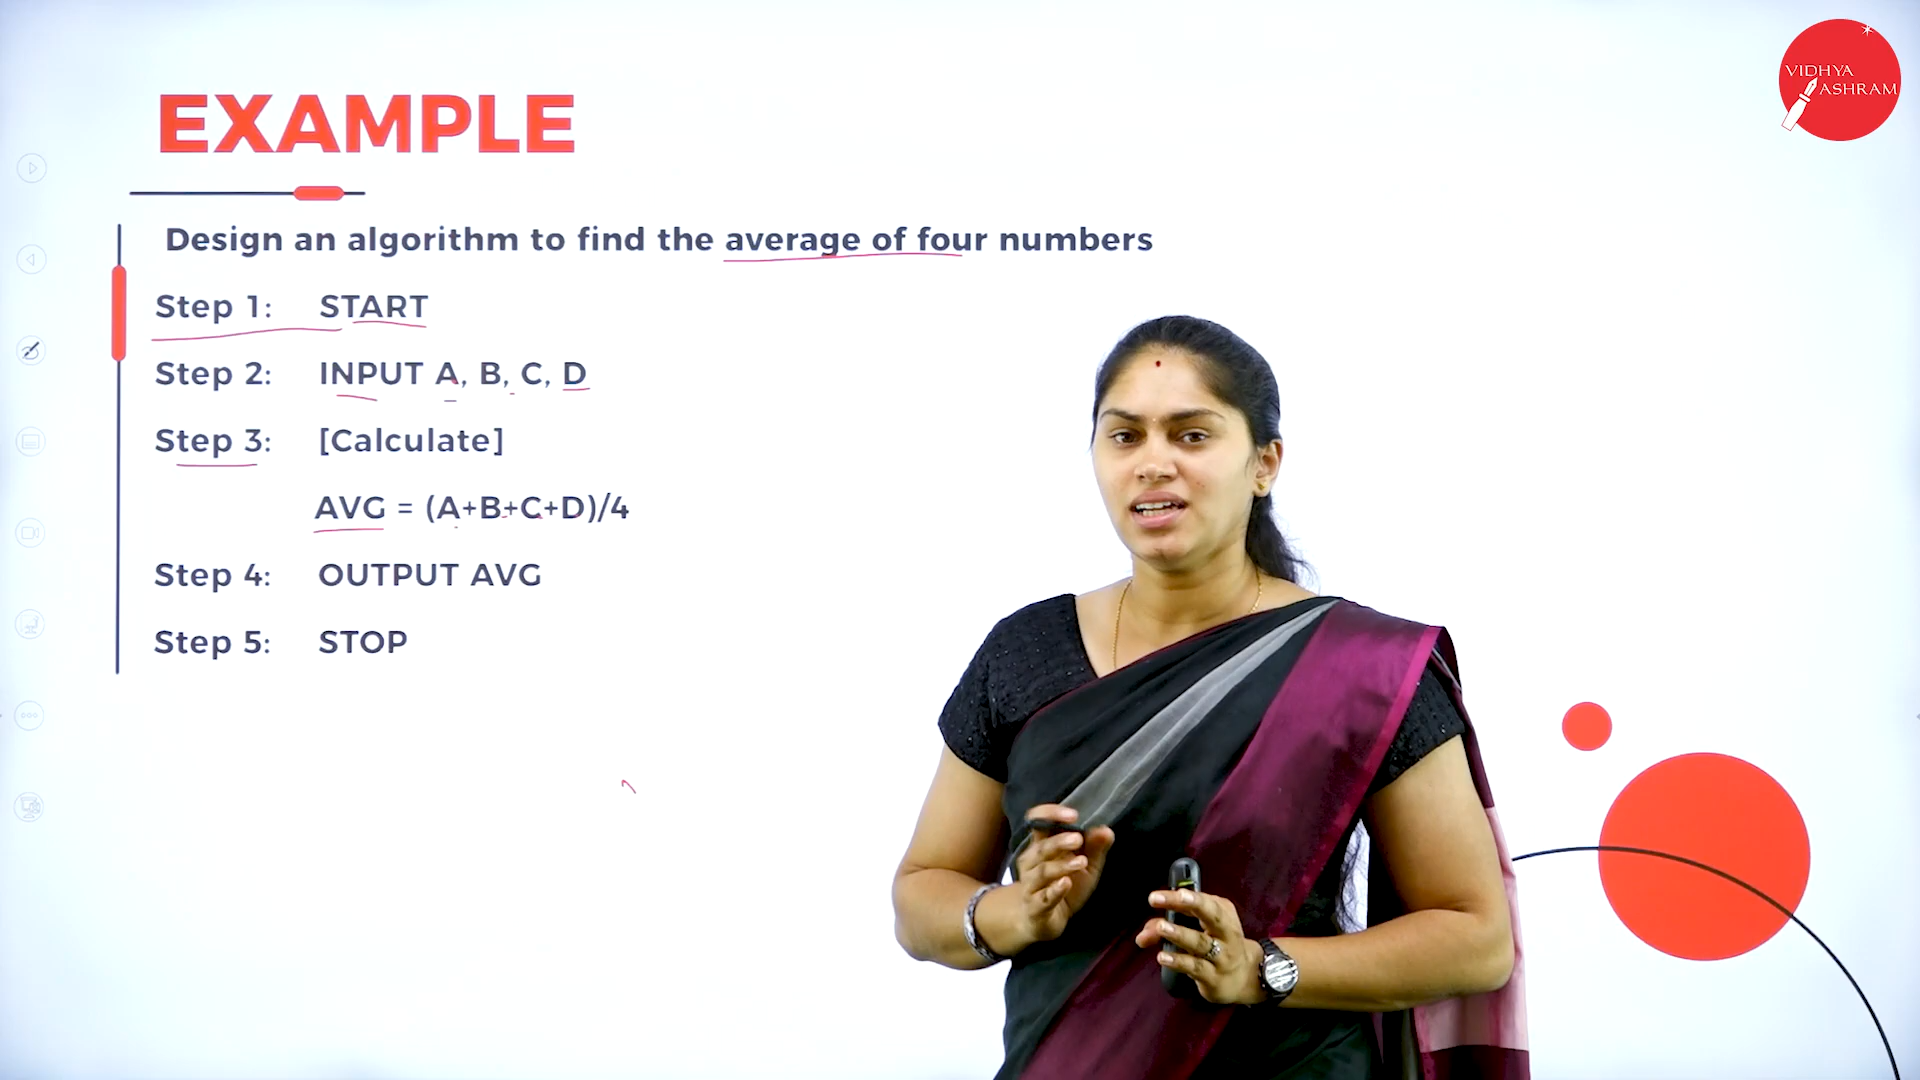 VIDHYA
ASHRAM
EXAMPLE
Design an algorithm to find the average of four numbers
Step 1: START
Step 2: INPUT A, B, C, D
Step 3: [Calculate]
AVG = (A+B+C+D)/4
Step 4: OUTPUT AVG
Step 5: STOP